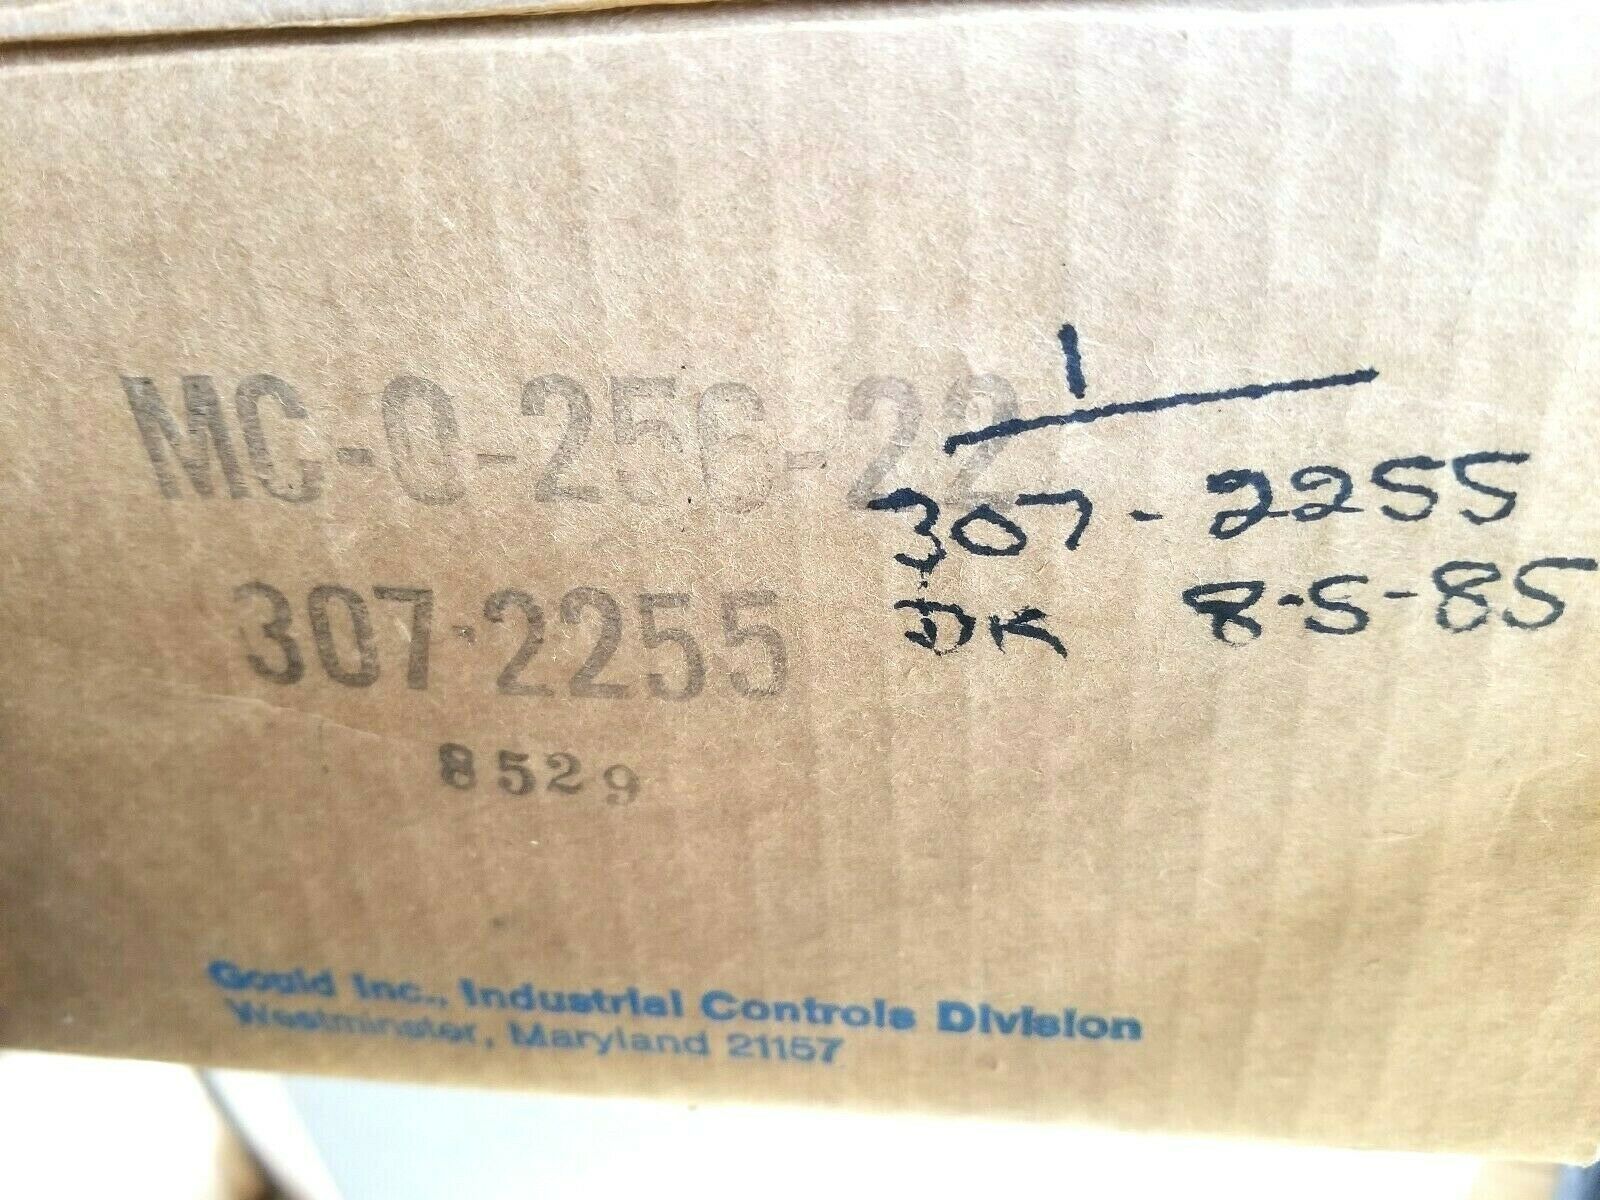 MC-0-256-22
307-2255
8529
1
307-2255
DK 8-5-85
Gould Inc., Industrial Controls Division
Westminster, Maryland 21157